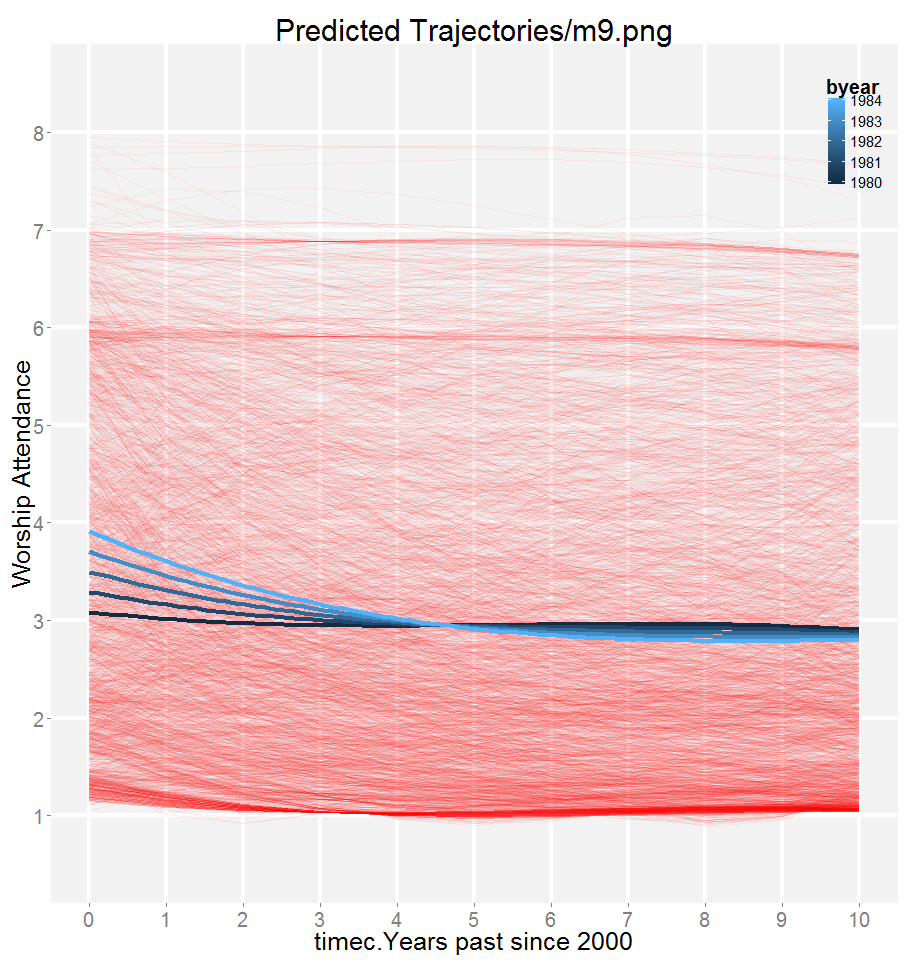 Predicted Trajectories/m9.png
byear
1984
1983
1982
1981
1980
Worship Attendance
8
7
6
5
4
3
2
1
0 1 2 3 4 5 6 7 8 9 10
timec.Years past since 2000